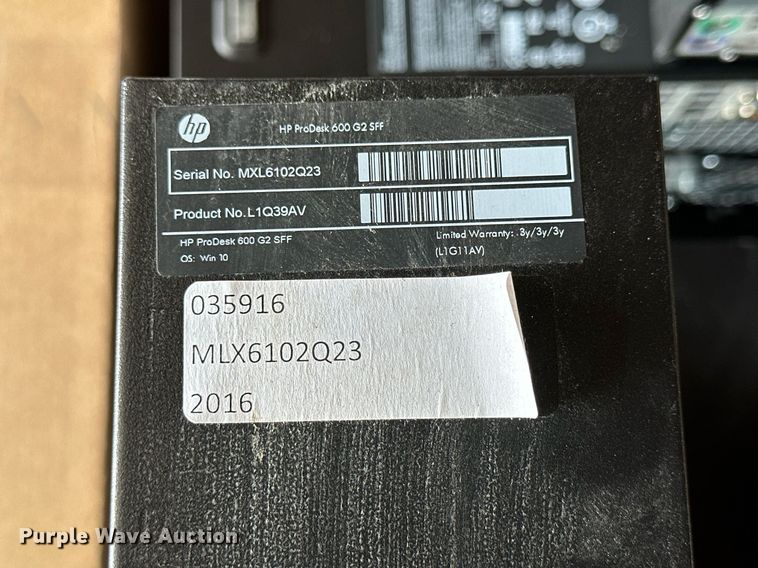 hp
HP ProDesk 600 G2 SFF
Serial No. MXL6102Q23
Product No.L1Q39AV
HP ProDesk 600 G2 SFF
Limited Warranty: 3y/3y/3y
OS: Win 10
(L1G11AV)
035916
MLX6102Q23
2016
Purple Wave Auction